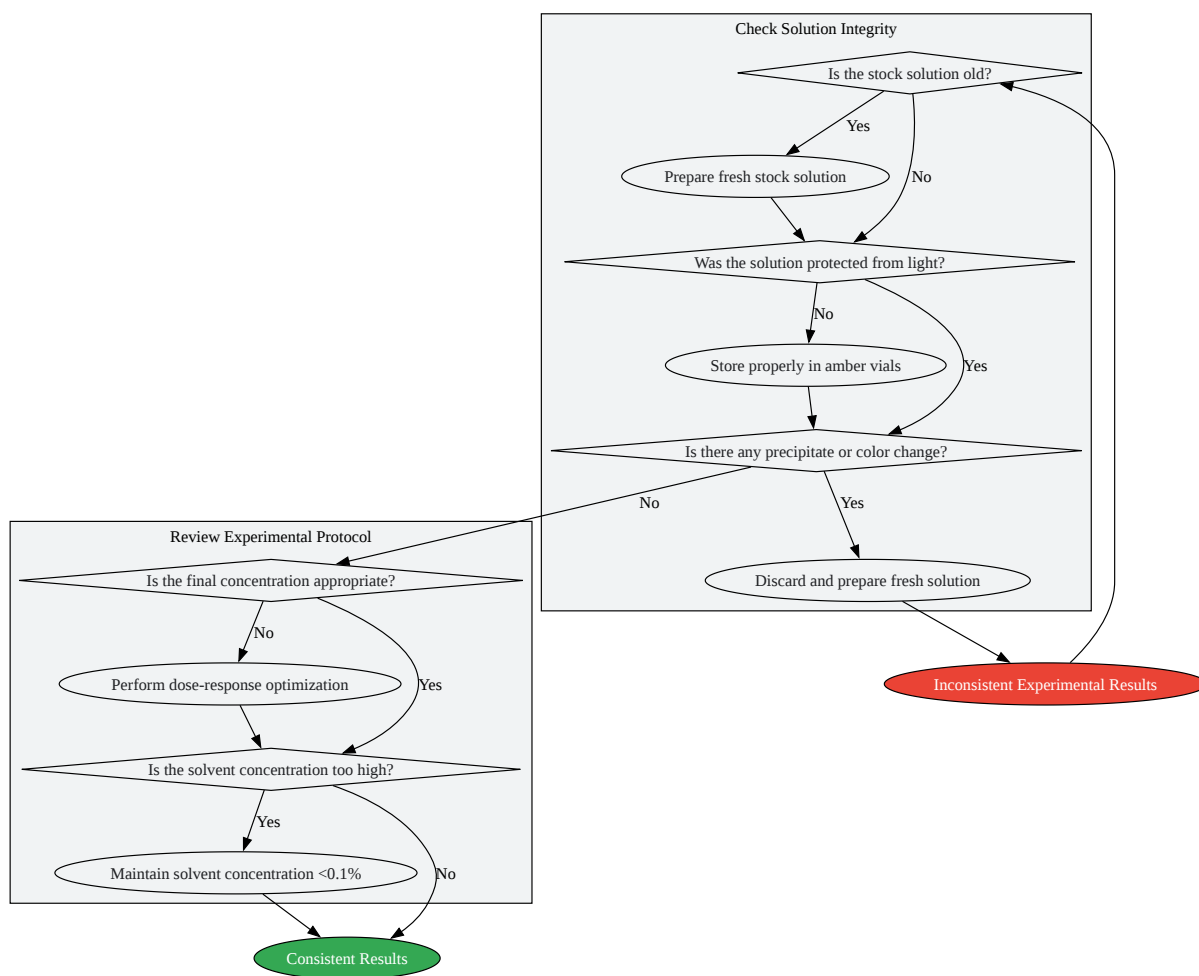 Check Solution Integrity
Is the stock solution old?
Yes
Prepare fresh stock solution
No
Was the solution protected from light?
No
Store properly in amber vials
Yes
Is there any precipitate or color change?
No
Yes
Discard and prepare fresh solution
Inconsistent Experimental Results
Review Experimental Protocol
Is the final concentration appropriate?
No
Perform dose-response optimization
Yes
Is the solvent concentration too high?
Yes
Maintain solvent concentration <0.1%
No
Consistent Results